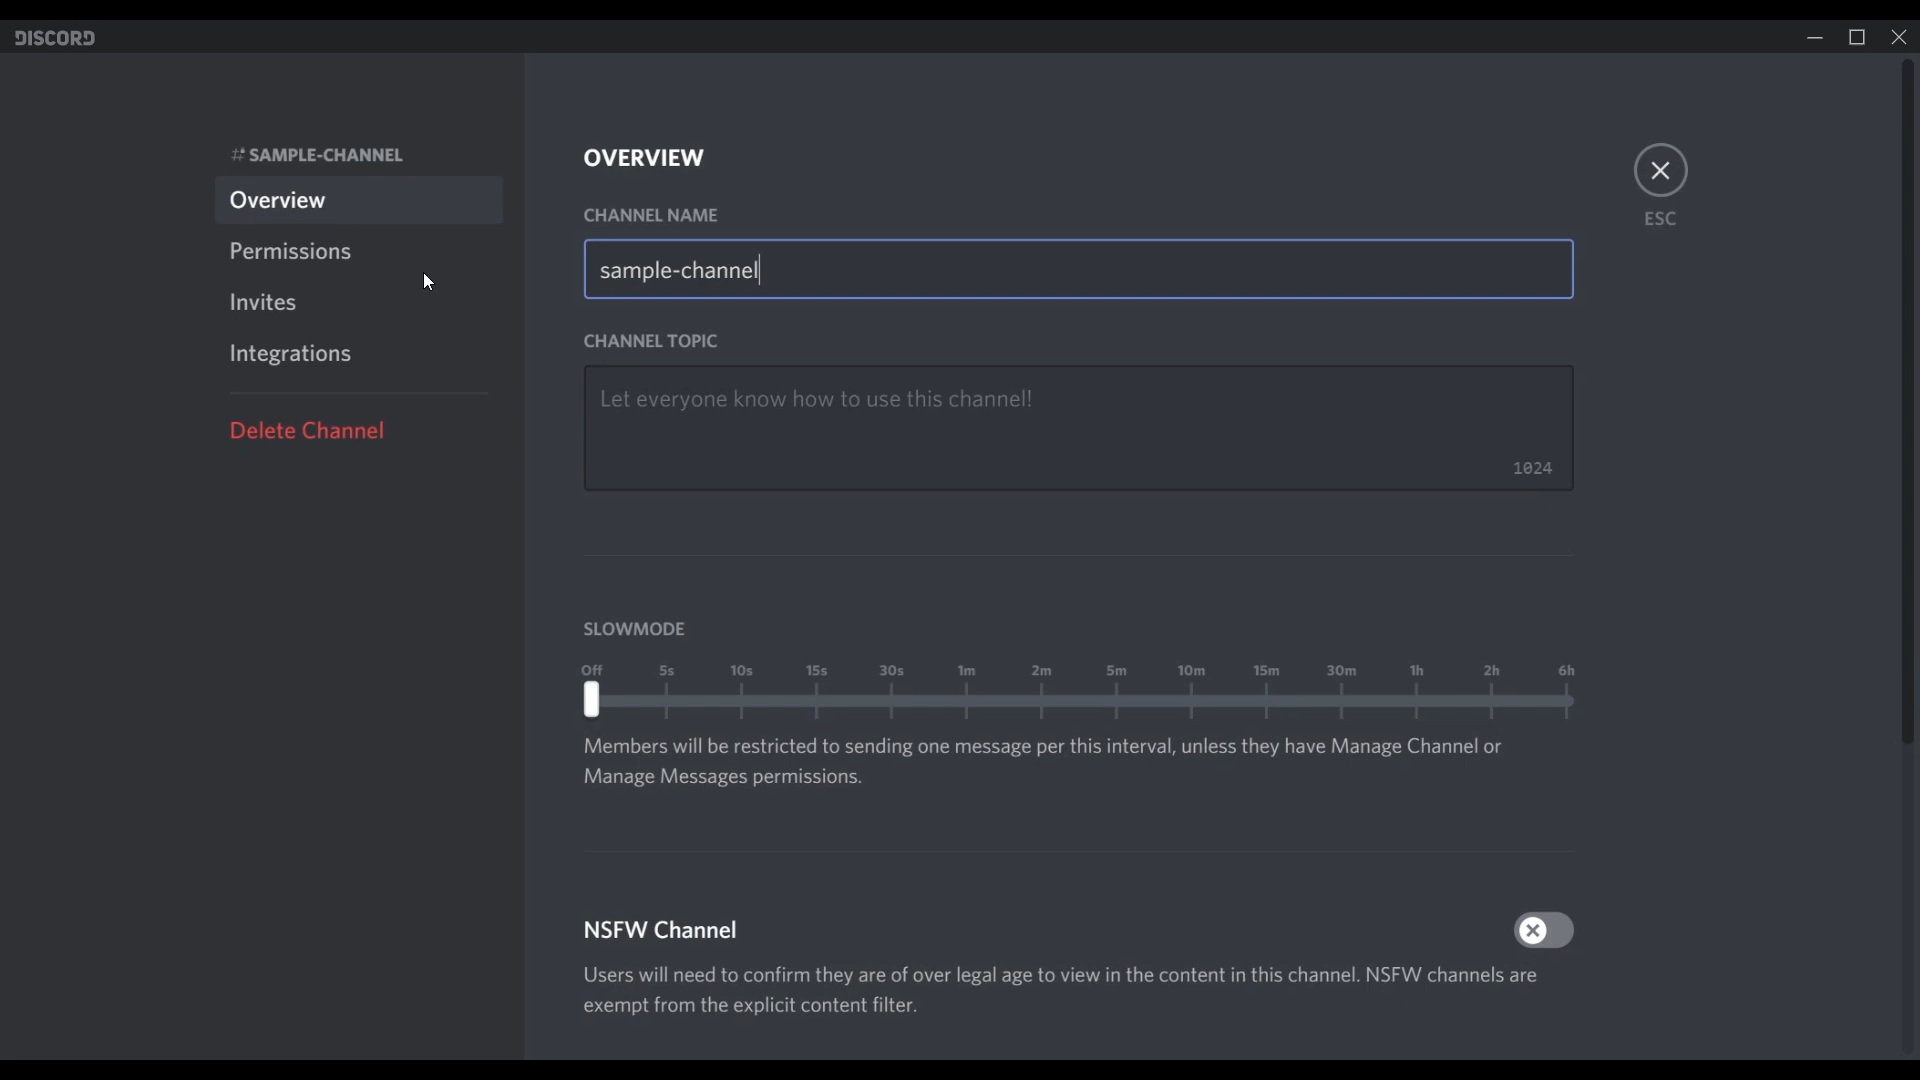 DISCORD
# SAMPLE-CHANNEL
Overview
Permissions
Invites
Integrations
Delete Channel
OVERVIEW
CHANNEL NAME
sample-channel
ESC
CHANNEL TOPIC
Let everyone know how to use this channel!
1024
SLOWMODE
Off 5s 10s 15s 30s 1m 2m 5m 10m 15m 30m 1h 2h 6h
Members will be restricted to sending one message per this interval, unless they have Manage Channel or
Manage Messages permissions.
NSFW Channel
Users will need to confirm they are of over legal age to view in the content in this channel. NSFW channels are
exempt from the explicit content filter.